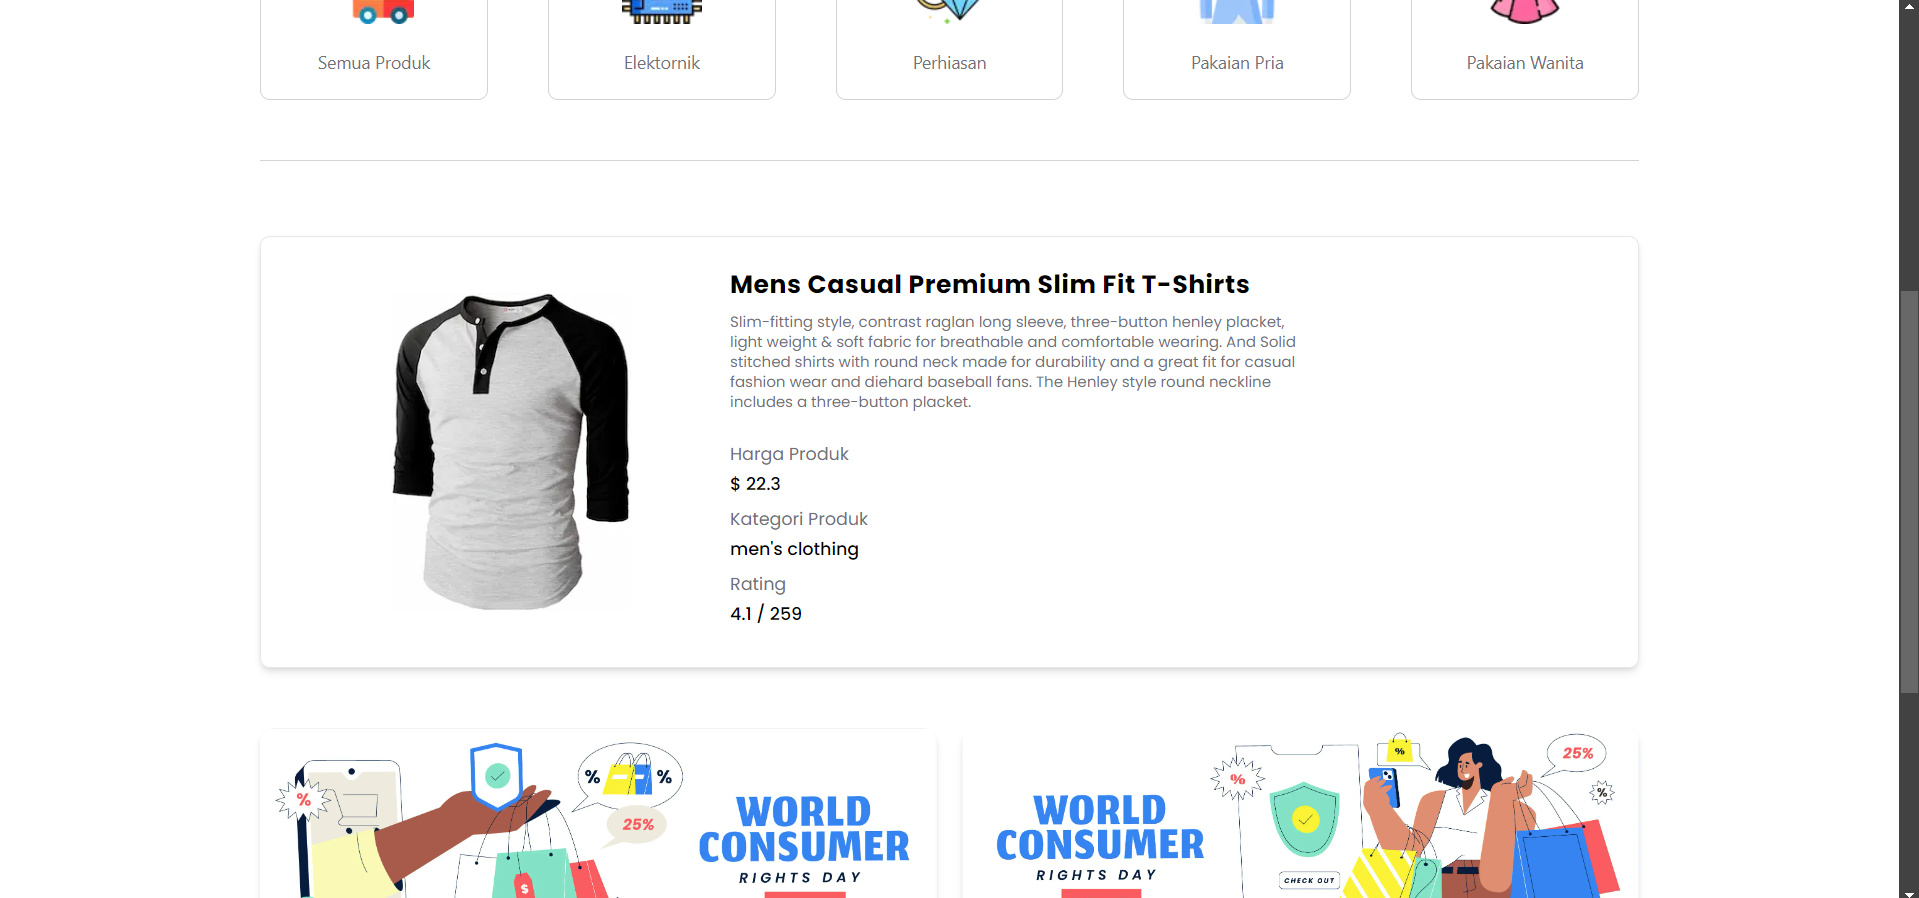 Semua Produk
Elektornik
Perhiasan
Pakaian Pria
Pakaian Wanita
Mens Casual Premium Slim Fit T-Shirts
Slim-fitting style, contrast raglan long sleeve, three-button henley placket,
light weight & soft fabric for breathable and comfortable wearing. And Solid
stitched shirts with round neck made for durability and a great fit for casual
fashion wear and diehard baseball fans. The Henley style round neckline
includes a three-button placket.
Harga Produk
$ 22.3
Kategori Produk
men's clothing
Rating
4.1 / 259
%
% %
25%
$
WORLD
CONSUMER
RIGHTS DAY
WORLD
CONSUMER
RIGHTS DAY
%
%
25%
%
CHECK OUT